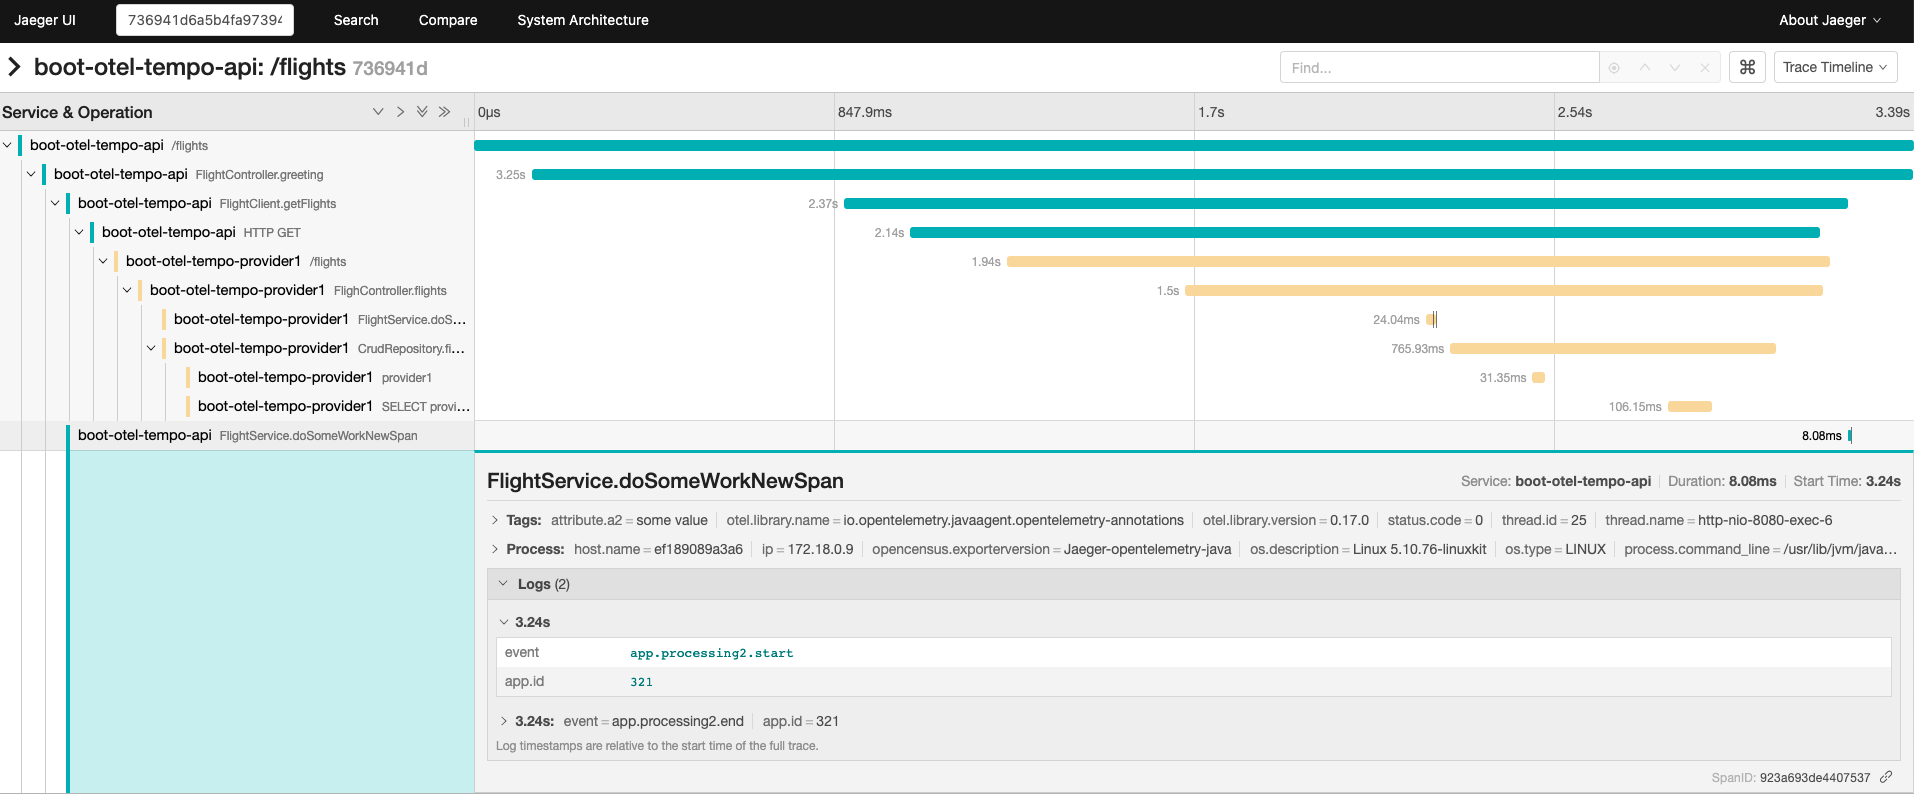 Jaeger UI 736941d6a5b4fa97394 Search Compare System Architecture About Jaeger
boot-otel-tempo-api: /flights 736941d Find... ⌘ Trace Timeline
Service & Operation 0μs 847.9ms 1.7s 2.54s 3.39s
boot-otel-tempo-api /flights
boot-otel-tempo-api FlightController.greeting 3.25s
boot-otel-tempo-api FlightClient.getFlights 2.37s
boot-otel-tempo-api HTTP GET 2.14s
boot-otel-tempo-provider1 /flights 1.94s
boot-otel-tempo-provider1 FlighController.flights 1.5s
boot-otel-tempo-provider1 FlightService.doS... 24.04ms
boot-otel-tempo-provider1 CrudRepository.fi... 765.93ms
boot-otel-tempo-provider1 provider1 31.35ms
boot-otel-tempo-provider1 SELECT provi... 106.15ms
boot-otel-tempo-api FlightService.doSomeWorkNewSpan 8.08ms
FlightService.doSomeWorkNewSpan Service: boot-otel-tempo-api Duration: 8.08ms Start Time: 3.24s
Tags: attribute.a2 = some value otel.library.name = io.opentelemetry.javaagent.opentelemetry-annotations otel.library.version = 0.17.0 status.code = 0 thread.id = 25 thread.name = http-nio-8080-exec-6
Process: host.name = ef189089a3a6 ip = 172.18.0.9 opencensus.exporterversion = Jaeger-opentelemetry-java os.description = Linux 5.10.76-linuxkit os.type = LINUX process.command_line = /usr/lib/jvm/java...
Logs (2)
3.24s
event app.processing2.start
app.id 321
3.24s: event = app.processing2.end app.id = 321
Log timestamps are relative to the start time of the full trace.
SpanID: 923a693de4407537